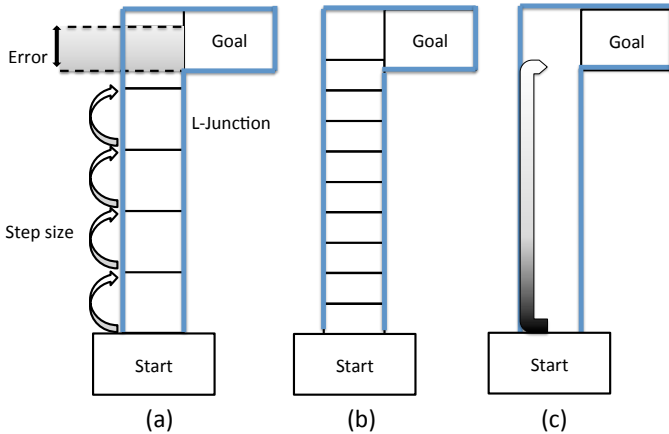 Goal
Goal
Goal
Error
L-Junction
Step size
Start
Start
Start
(a)
(b)
(c)